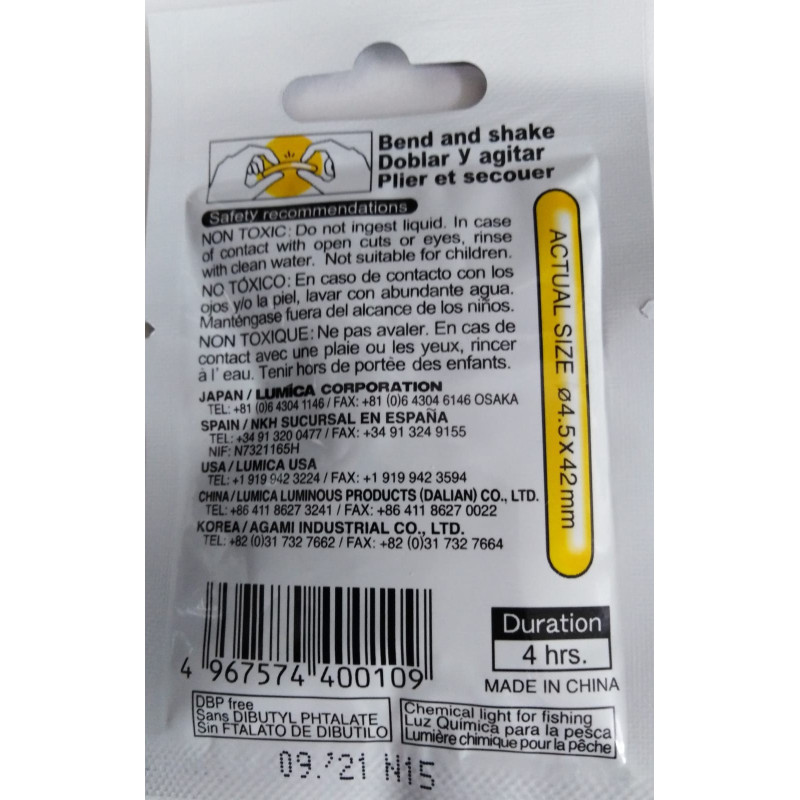 Bend and shake
Doblar y agitar
Plier et secouer
Safety recommendations
NON TOXIC: Do not ingest liquid. In case
of contact with open cuts or eyes, rinse
with clean water. Not suitable for children.
NO TÓXICO: En caso de contacto con los
ojos y/o la piel, lavar con abundante agua.
Manténgase fuera del alcance de los niños.
NON TOXIQUE: Ne pas avaler. En cas de
contact avec une plaie ou les yeux, rincer
à l'eau. Tenir hors de portée des enfants.
JAPAN / LUMICA CORPORATION
TEL: +81 (0)6 4304 1146 / FAX: +81 (0)6 4304 6146 OSAKA
SPAIN / NKH SUCURSAL EN ESPAÑA
TEL: +34 91 320 0477 / FAX: +34 91 324 9155
NIF: N7321165H
USA / LUMICA USA
TEL: +1 919 942 3224 / FAX: +1 919 942 3594
CHINA / LUMICA LUMINOUS PRODUCTS (DALIAN) CO., LTD.
TEL: +86 411 8627 3241 / FAX: +86 411 8627 0022
KOREA / AGAMI INDUSTRIAL CO., LTD.
TEL: +82 (0)31 732 7662 / FAX: +82 (0)31 732 7664
ACTUAL SIZE ø4.5x42mm
4 967574 400109
Duration
4 hrs.
MADE IN CHINA
DBP free
Sans DIBUTYL PHTALATE
Sin FTALATO DE DIBUTILO
Chemical light for fishing
Luz Química para la pesca
Lumière chimique pour la pêche
09.'21 N15